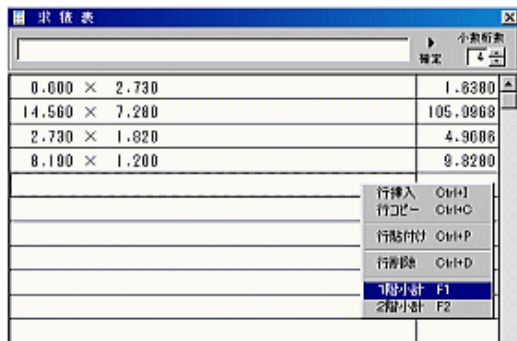 求積表
小数桁数
確定
4
0.600 × 2.730 1.6380
14.560 × 7.280 105.9968
2.730 × 1.820 4.9686
8.190 × 1.200 9.8280
行挿入 Ctrl+I
行コピー Ctrl+C
行貼付け Ctrl+P
行削除 Ctrl+D
1階小計 F1
2階小計 F2